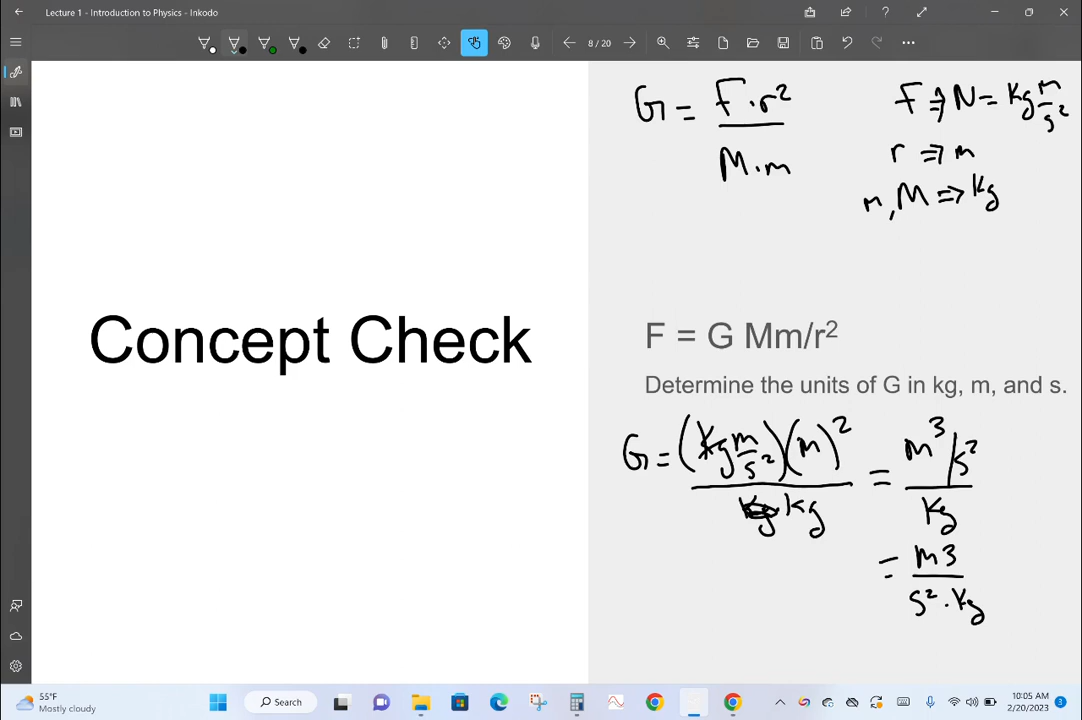 Lecture 1 - Introduction to Physics - Inkodo
8 / 20
G = F·r² / M·m
F ⇒ N = kg m/s²
r ⇒ m
m, M ⇒ kg
Concept Check
F = G Mm/r²
Determine the units of G in kg, m, and s.
G = (kg m/s²)(m)² / kg kg = m³/s² / kg
= m3 / s²·kg
55°F
Mostly cloudy
Search
10:05 AM
2/20/2023
3